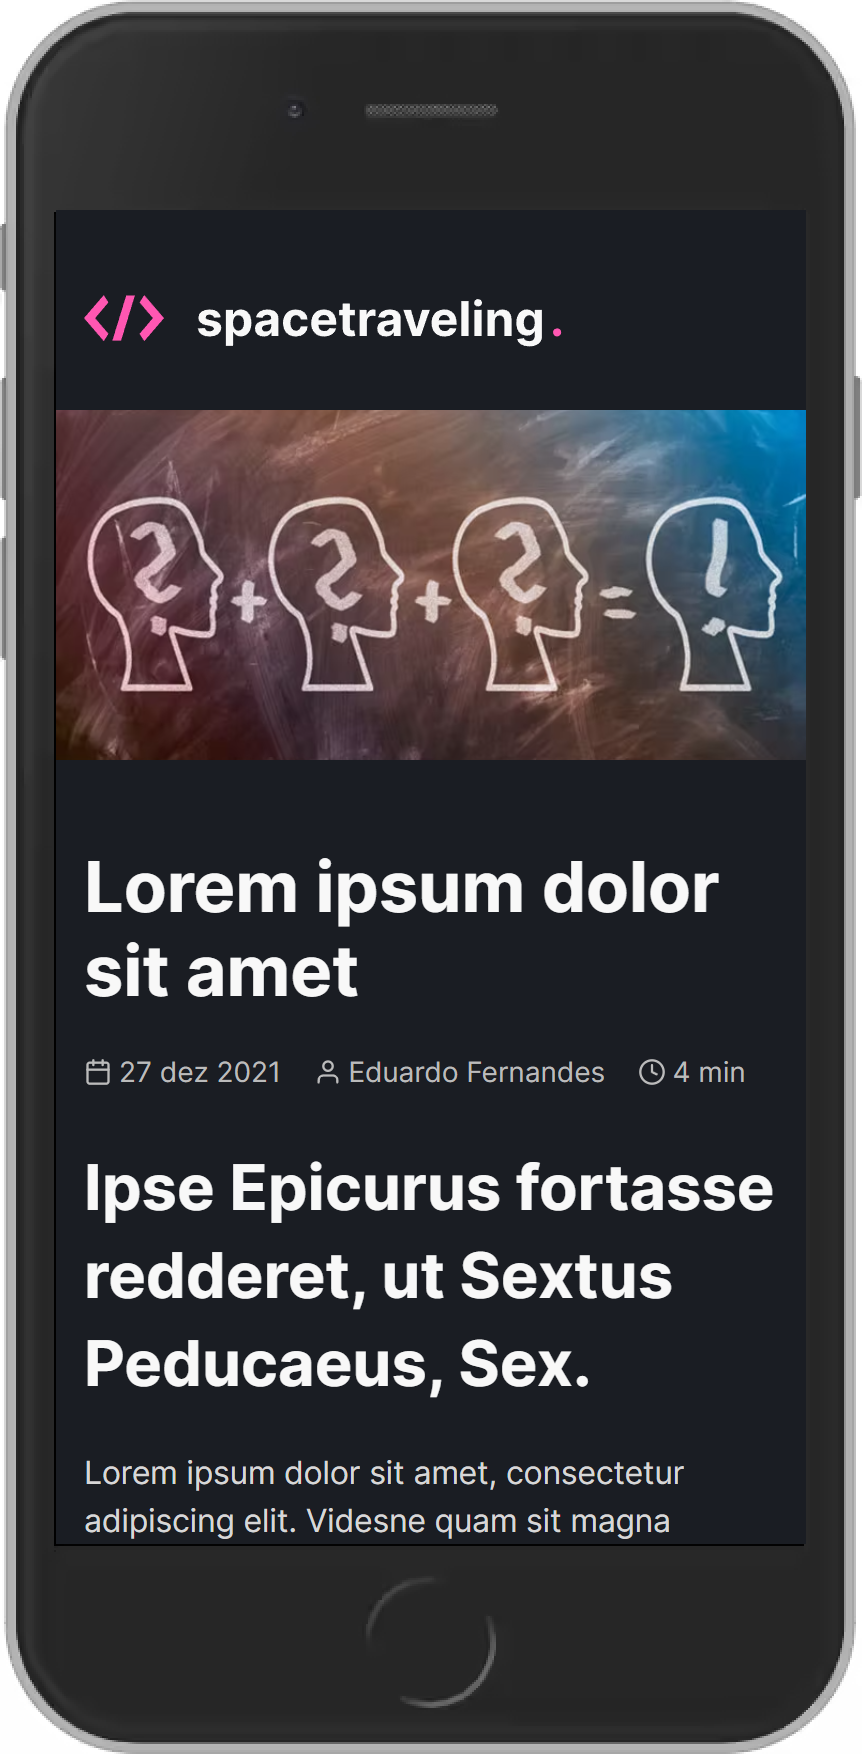 </> spacetraveling.
? + ? + ? = !
Lorem ipsum dolor
sit amet
27 dez 2021 Eduardo Fernandes 4 min
Ipse Epicurus fortasse
redderet, ut Sextus
Peducaeus, Sex.
Lorem ipsum dolor sit amet, consectetur
adipiscing elit. Videsne quam sit magna